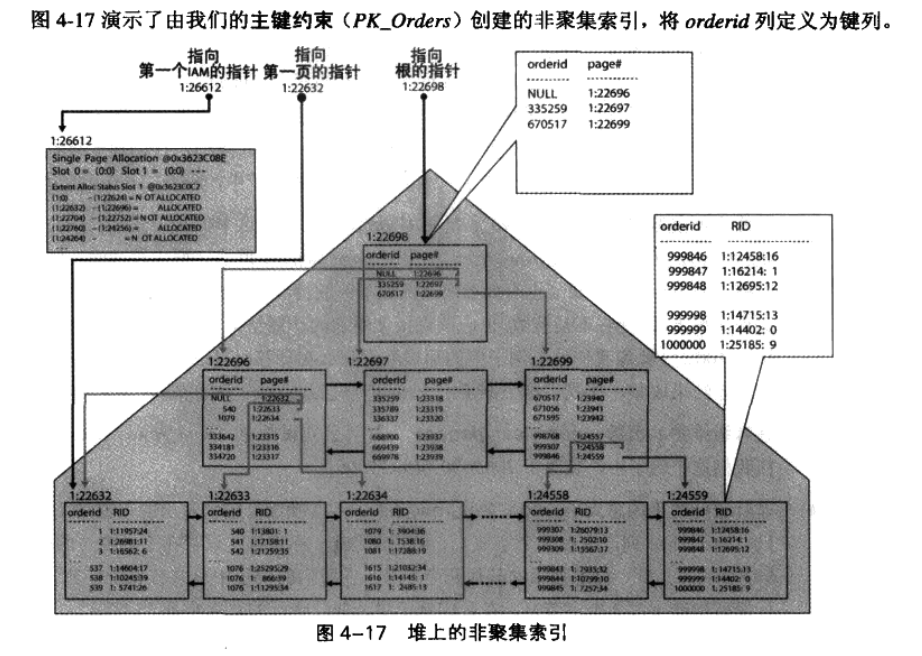 图 4-17 演示了由我们的主键约束（PK_Orders）创建的非聚集索引，将 orderid 列定义为键列。
指向
第一个IAM的指针
1:26612
指向
第一页的指针
1:22632
指向
根的指针
1:22698
orderid page#
NULL 1:22696
335259 1:22697
670517 1:22699
1:26612
Single Page Allocation @0x3623C08E
Slot 0 = (0:0) Slot 1 = (0:0) ---
Extent Alloc Status Slot 1 @0x3623C0C2
(1:0) - (1:22624) = N OT ALLOCATED
(1:22632) - (1:22696) = ALLOCATED
(1:22704) - (1:22752) = N OT ALLOCATED
(1:22760) - (1:24256) = ALLOCATED
(1:24264) - = N OT ALLOCATED
1:22698
orderid page#
NULL 1:22696
335259 1:22697
670517 1:22699
orderid RID
999846 1:12458:16
999847 1:16214: 1
999848 1:12695:12
999998 1:14715:13
999999 1:14402: 0
1000000 1:25185: 9
1:22696
orderid page#
NULL 1:22632
540 1:22633
1079 1:22634
333642 1:23315
334181 1:23316
334720 1:23317
1:22697
orderid page#
335259 1:23318
335789 1:23319
336337 1:23320
668900 1:23937
669439 1:23938
669978 1:23939
1:22699
orderid page#
670517 1:23940
671056 1:23941
671595 1:23942
998768 1:24557
999307 1:24558
999846 1:24559
1:22632
orderid RID
1 1:11957:24
2 1:26981:11
3 1:16562: 6
537 1:14604:17
538 1:10245:39
539 1: 5741:26
1:22633
orderid RID
540 1:13801: 1
541 1:17158:11
542 1:21259:35
1076 1:25295:29
1076 1: 866:39
1076 1:11295:34
1:22634
orderid RID
1079 1: 3904:36
1080 1: 7538:16
1081 1:17288:19
1615 1:21032:34
1616 1:14145: 1
1617 1: 2485:13
1:24558
orderid RID
999307 1:26079:13
999308 1: 2502:10
999309 1:15567:17
999843 1: 7935:32
999844 1:10799:10
999845 1: 7257:34
1:24559
orderid RID
999846 1:12458:16
999847 1:16214:1
999848 1:12695:12
999998 1:14715:13
999999 1:14402: 0
1000000 1:25185: 9
图 4-17 堆上的非聚集索引